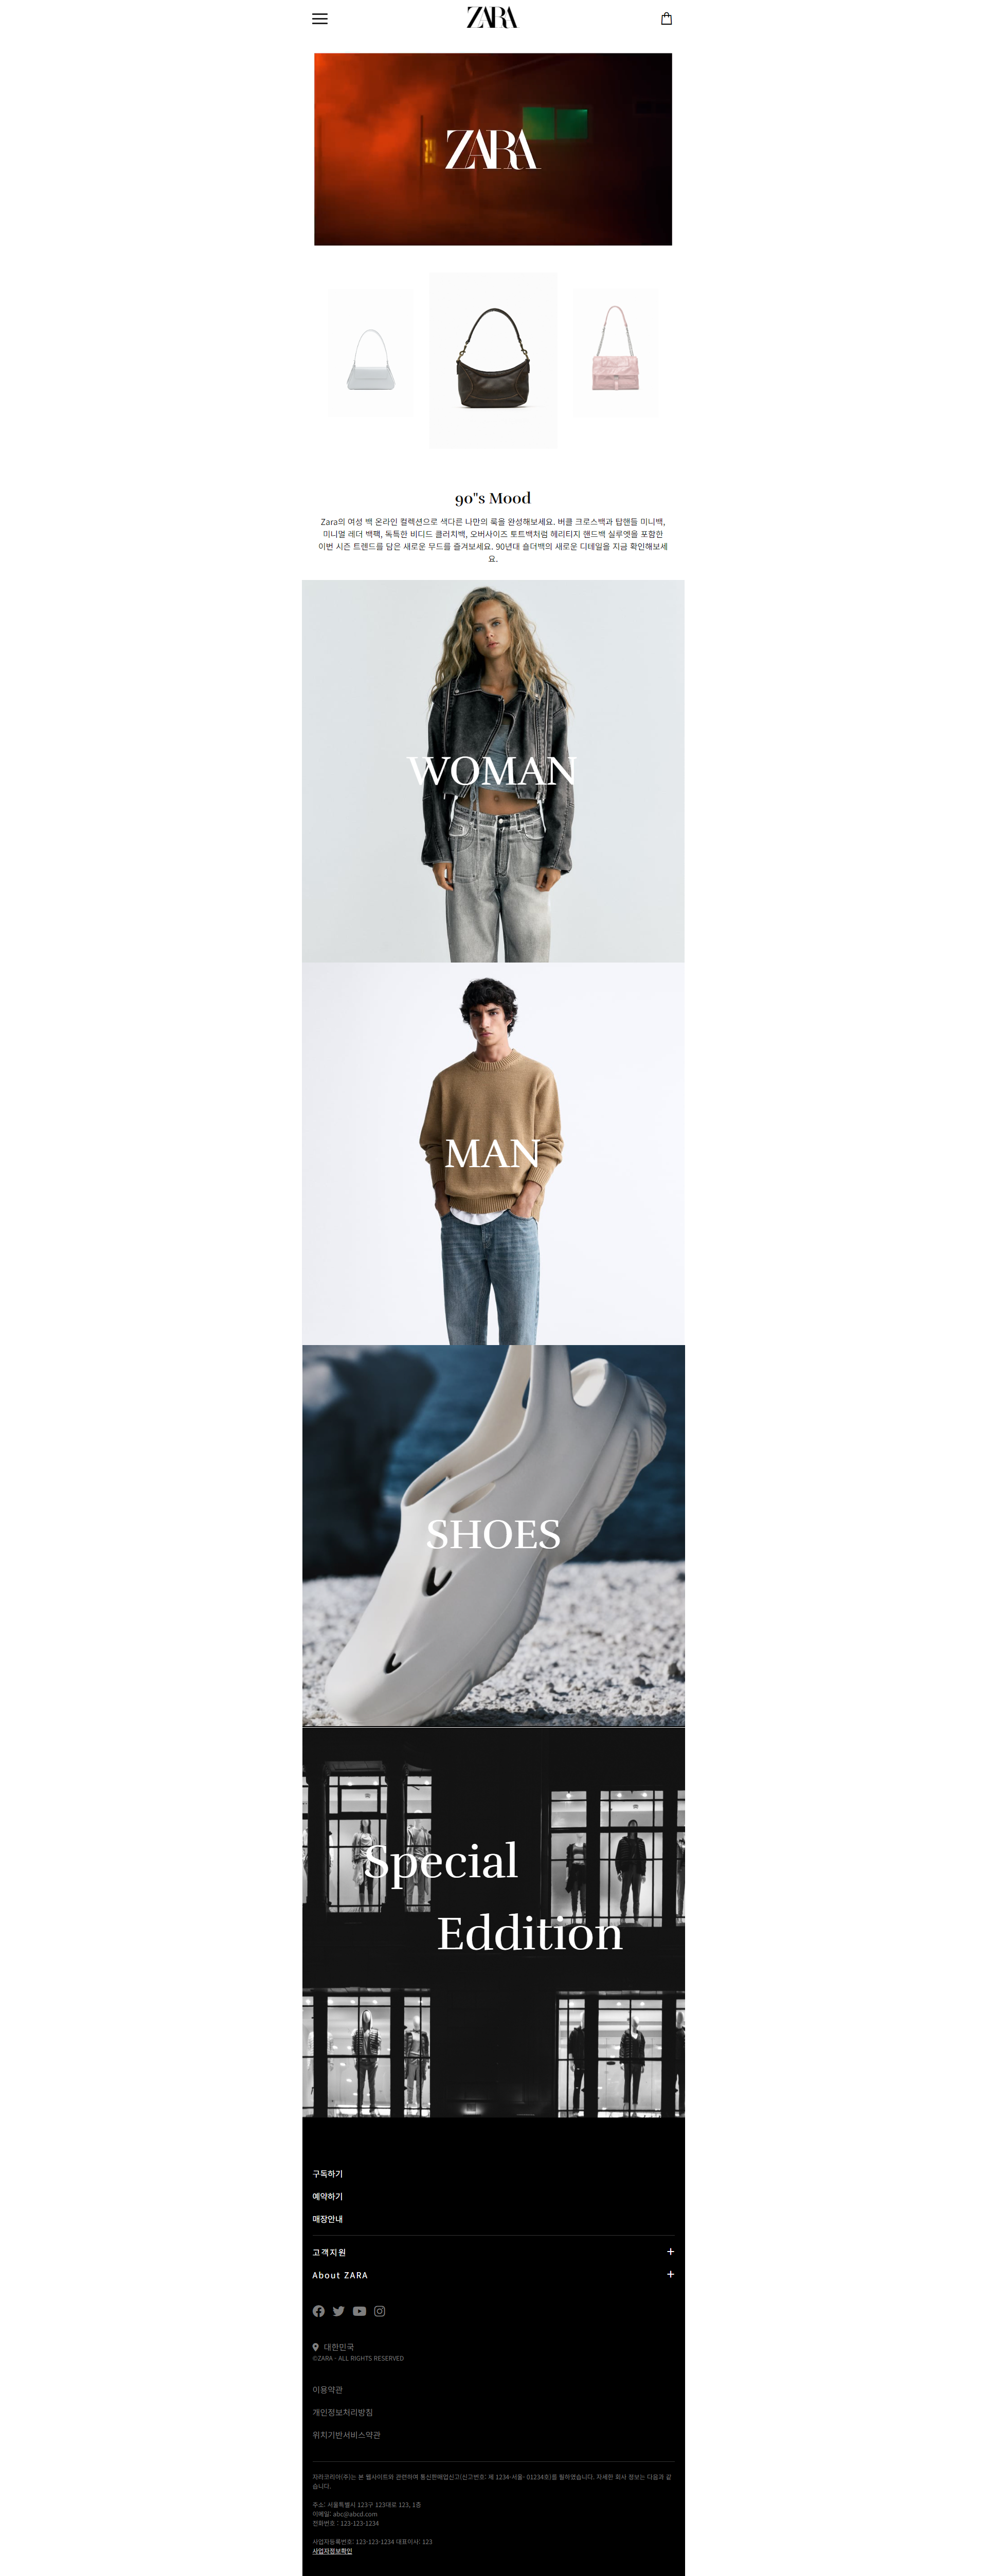 ZARA
ZARA
90"s Mood
Zara의 여성 백 온라인 컬렉션으로 색다른 나만의 룩을 완성해보세요. 버클 크로스백과 탑핸들 미니백,
미니멀 레더 백팩, 독특한 비디드 클러치백, 오버사이즈 토트백처럼 헤리티지 핸드백 실루엣을 포함한
이번 시즌 트렌드를 담은 새로운 무드를 즐겨보세요. 90년대 숄더백의 새로운 디테일을 지금 확인해보세
요.
WOMAN
MAN
SHOES
Special
Eddition
구독하기
예약하기
매장안내
고객지원 +
About ZARA +
대한민국
©ZARA - ALL RIGHTS RESERVED
이용약관
개인정보처리방침
위치기반서비스약관
자라코리아(주)는 본 웹사이트와 관련하여 통신판매업신고(신고번호: 제 1234-서울- 01234호)를 필하였습니다. 자세한 회사 정보는 다음과 같
습니다.
주소: 서울특별시 123구 123대로 123, 1층
이메일: abc@abcd.com
전화번호 : 123-123-1234
사업자등록번호: 123-123-1234 대표이사: 123
사업자정보확인